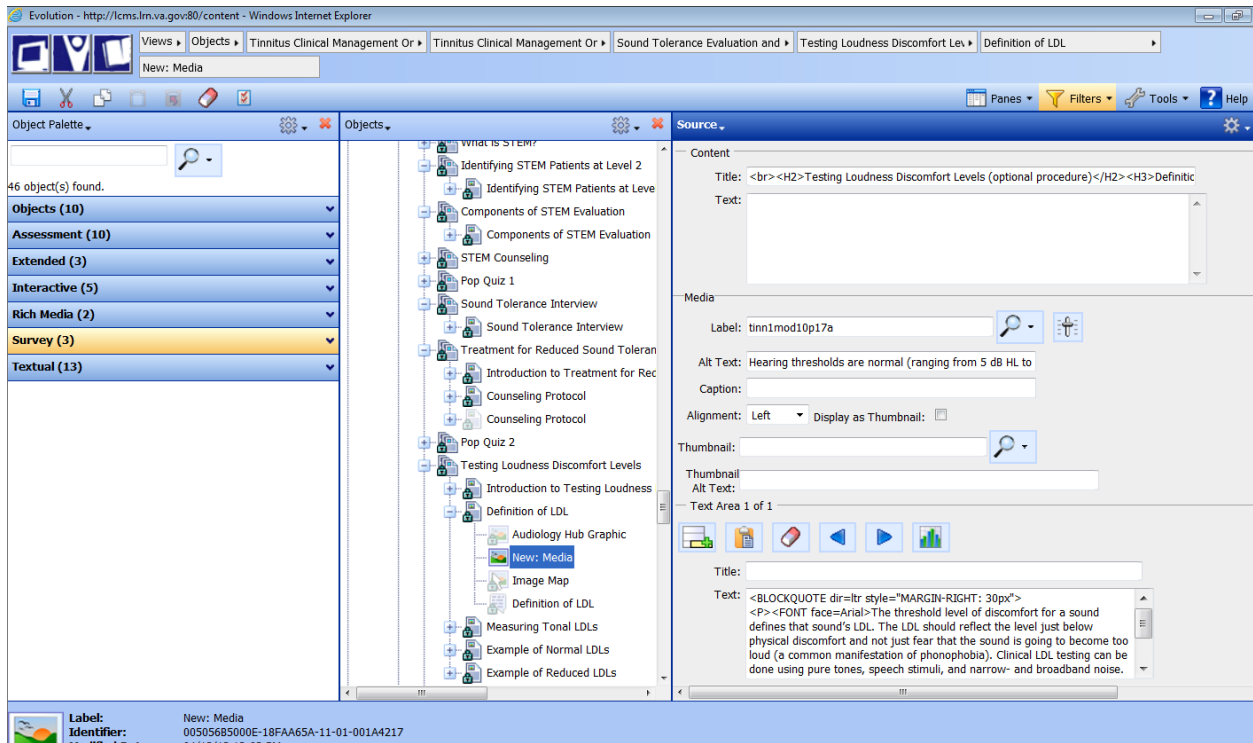 Evolution - http://lcms.lrn.va.gov:80/content - Windows Internet Explorer
Views Objects Tinnitus Clinical Management Or Tinnitus Clinical Management Or Sound Tolerance Evaluation and Testing Loudness Discomfort Lev Definition of LDL
New: Media
Panes Filters Tools ? Help
Object Palette
46 object(s) found.
Objects (10)
Assessment (10)
Extended (3)
Interactive (5)
Rich Media (2)
Survey (3)
Textual (13)
Objects
What is STEM?
Identifying STEM Patients at Level 2
Identifying STEM Patients at Leve
Components of STEM Evaluation
Components of STEM Evaluation
STEM Counseling
Pop Quiz 1
Sound Tolerance Interview
Sound Tolerance Interview
Treatment for Reduced Sound Toleran
Introduction to Treatment for Rec
Counseling Protocol
Counseling Protocol
Pop Quiz 2
Testing Loudness Discomfort Levels
Introduction to Testing Loudness
Definition of LDL
Audiology Hub Graphic
New: Media
Image Map
Definition of LDL
Measuring Tonal LDLs
Example of Normal LDLs
Example of Reduced LDLs
Source
Content
Title: <br><H2>Testing Loudness Discomfort Levels (optional procedure)</H2><H3>Definitic
Text:
Media
Label: tinn1mod10p17a
Alt Text: Hearing thresholds are normal (ranging from 5 dB HL to
Caption:
Alignment: Left Display as Thumbnail:
Thumbnail:
Thumbnail
Alt Text:
Text Area 1 of 1
Title:
Text: <BLOCKQUOTE dir=ltr style="MARGIN-RIGHT: 30px">
<P><FONT face=Arial>The threshold level of discomfort for a sound
defines that sound's LDL. The LDL should reflect the level just below
physical discomfort and not just fear that the sound is going to become too
loud (a common manifestation of phonophobia). Clinical LDL testing can be
done using pure tones, speech stimuli, and narrow- and broadband noise.
Label: New: Media
Identifier: 005056B5000E-18FAA65A-11-01-001A4217